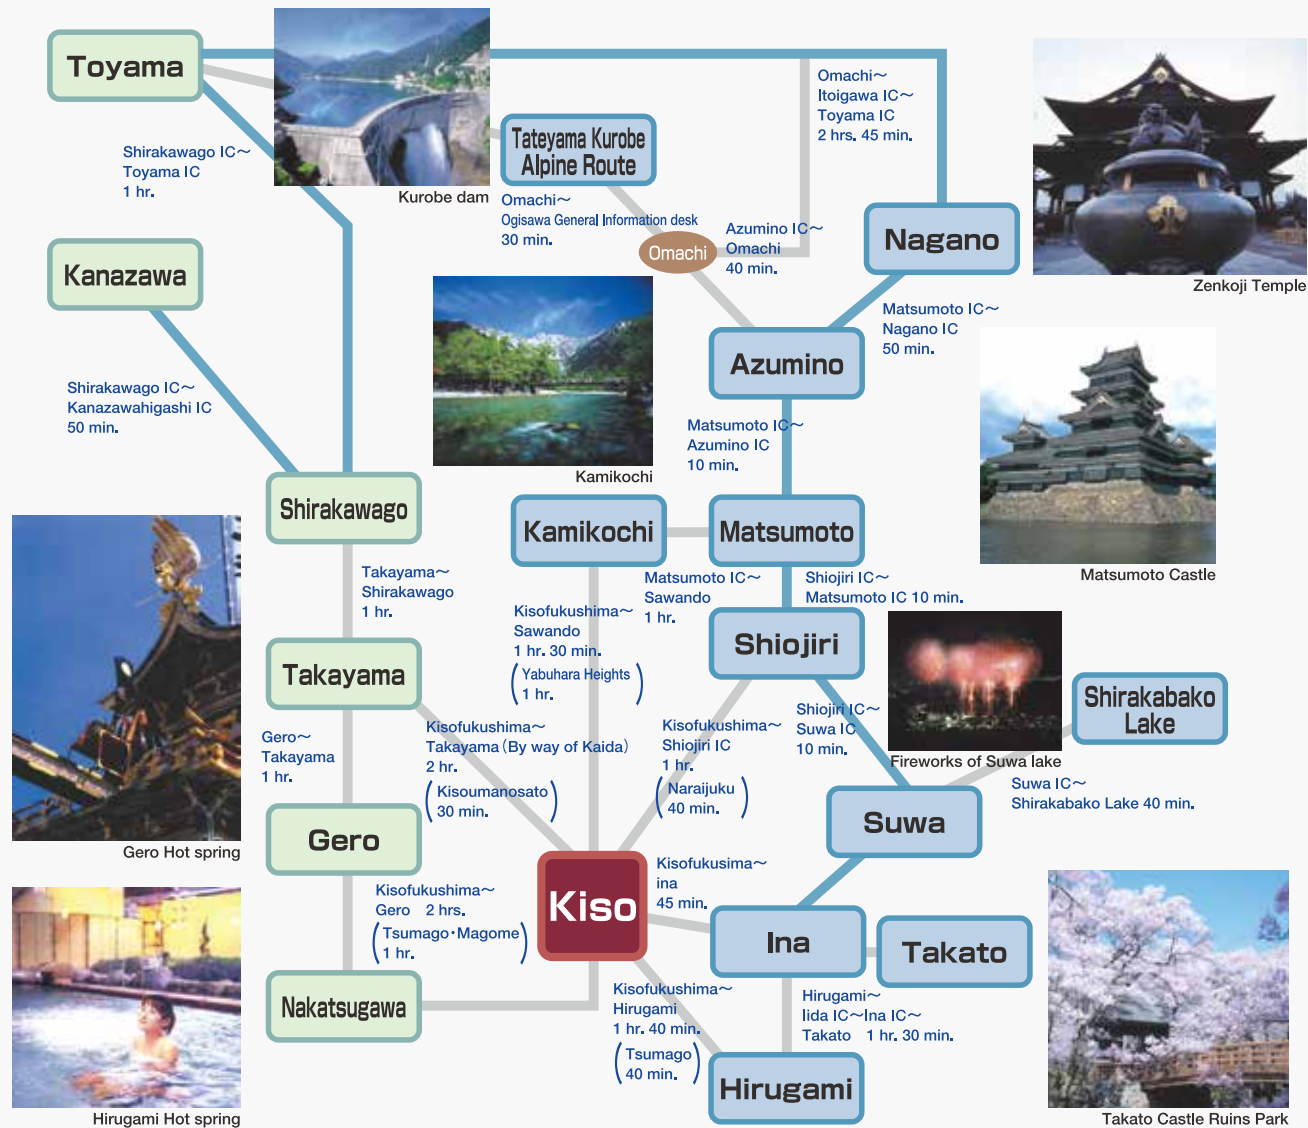 Toyama
Omachi～
Itoigawa IC～
Toyama IC
2 hrs. 45 min.
Tateyama Kurobe
Alpine Route
Shirakawago IC～
Toyama IC
1 hr.
Kurobe dam
Omachi～
Ogisawa General Information desk
30 min.
Azumino IC～
Omachi
40 min.
Omachi
Nagano
Kanazawa
Zenkoji Temple
Matsumoto IC～
Nagano IC
50 min.
Azumino
Shirakawago IC～
Kanazawahigashi IC
50 min.
Matsumoto IC～
Azumino IC
10 min.
Kamikochi
Shirakawago
Kamikochi
Matsumoto
Matsumoto Castle
Takayama～
Shirakawago
1 hr.
Matsumoto IC～
Sawando
1 hr.
Shiojiri IC～
Matsumoto IC 10 min.
Kisofukushima～
Sawando
1 hr. 30 min.
(Yabuhara Heights
1 hr.)
Shiojiri
Takayama
Shirakabako
Lake
Gero～
Takayama
1 hr.
Kisofukushima～
Takayama (By way of Kaida)
2 hr.
(Kisoumanosato
30 min.)
Kisofukushima～
Shiojiri IC
1 hr.
(Naraijuku
40 min.)
Shiojiri IC～
Suwa IC
10 min.
Fireworks of Suwa lake
Suwa IC～
Shirakabako Lake 40 min.
Suwa
Gero
Gero Hot spring
Kisofukushima～
Gero 2 hrs.
(Tsumago・Magome
1 hr.)
Kiso
Kisofukusima～
ina
45 min.
Ina
Takato
Nakatsugawa
Kisofukushima～
Hirugami
1 hr. 40 min.
(Tsumago
40 min.)
Hirugami～
Iida IC～Ina IC～
Takato 1 hr. 30 min.
Hirugami
Hirugami Hot spring
Takato Castle Ruins Park